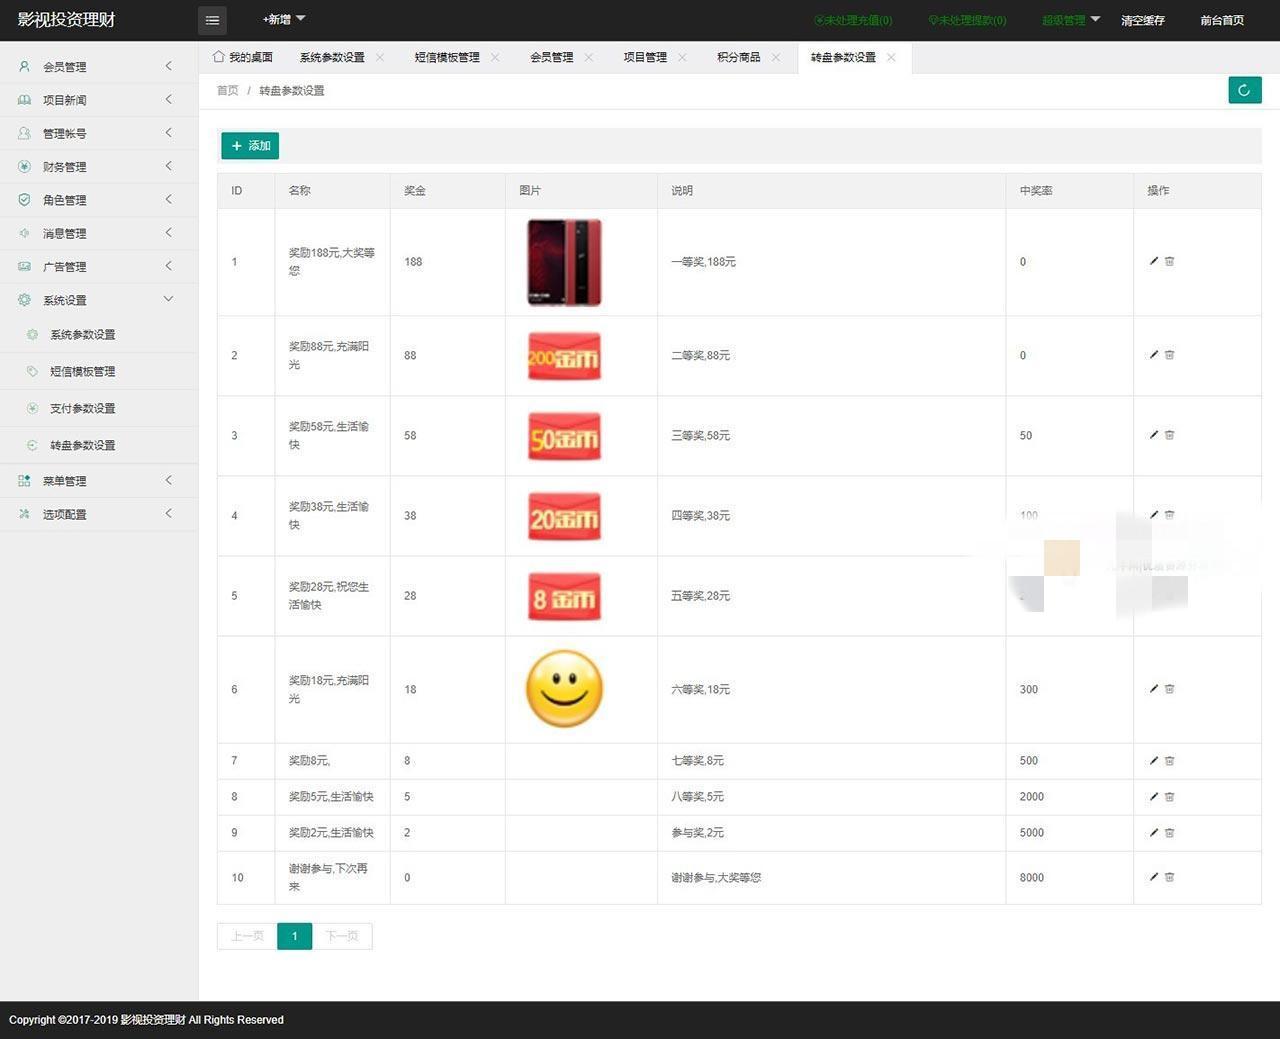 影视投资理财
+新增
未处理充值(0)
未处理提款(0)
超级管理
清空缓存
前台首页
我的桌面
系统参数设置
短信模板管理
会员管理
项目管理
积分商品
转盘参数设置
首页 / 转盘参数设置
会员管理
项目新闻
管理帐号
财务管理
角色管理
消息管理
广告管理
系统设置
系统参数设置
短信模板管理
支付参数设置
转盘参数设置
菜单管理
选项配置
添加
ID 名称 奖金 图片 说明 中奖率 操作
1 奖励188元,大奖等
您 188 一等奖,188元 0
2 奖励88元,充满阳
光 88 200金币 二等奖,88元 0
3 奖励58元,生活愉
快 58 50金币 三等奖,58元 50
4 奖励38元,生活愉
快 38 20金币 四等奖,38元 100
5 奖励28元,祝您生
活愉快 28 8金币 五等奖,28元
6 奖励18元,充满阳
光 18 六等奖,18元 300
7 奖励8元, 8 七等奖,8元 500
8 奖励5元,生活愉快 5 八等奖,5元 2000
9 奖励2元,生活愉快 2 参与奖,2元 5000
10 谢谢参与,下次再
来 0 谢谢参与,大奖等您 8000
上一页 1 下一页
Copyright ©2017-2019 影视投资理财 All Rights Reserved